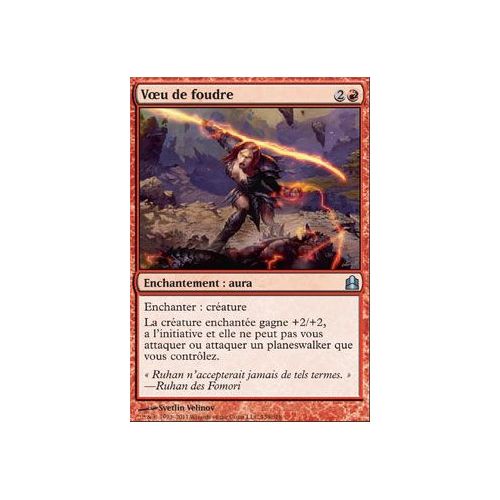 Vœu de foudre 2
Enchantement : aura
Enchanter : créature
La créature enchantée gagne +2/+2,
a l'initiative et elle ne peut pas vous
attaquer ou attaquer un planeswalker que
vous contrôlez.
« Ruhan n'accepterait jamais de tels termes. »
—Ruhan des Fomori
Svetlin Velinov